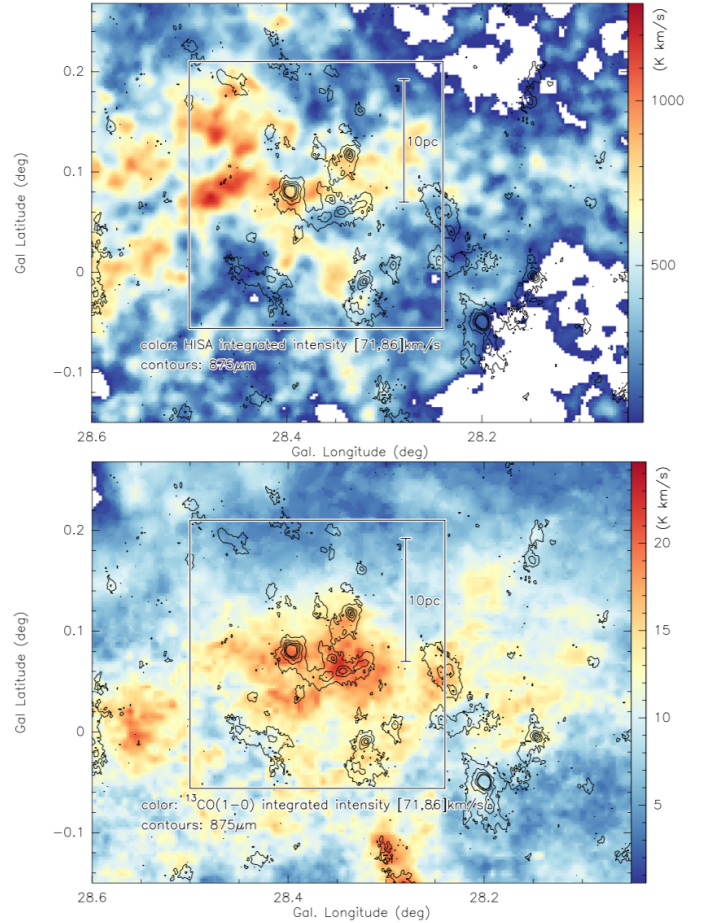 (K km/s)
1000
500
0.2
0.1
0
−0.1
Gal Latitude (deg)
10pc
color: HISA integrated intensity [71,86]km/s
contours: 875μm
28.6
28.4
28.2
Gal. Longitude (deg)
(K km/s)
20
15
10
5
0.2
0.1
0
−0.1
Gal Latitude (deg)
10pc
color: ¹³CO(1−0) integrated intensity [71,86]km/s
contours: 875μm
28.6
28.4
28.2
Gal. Longitude (deg)